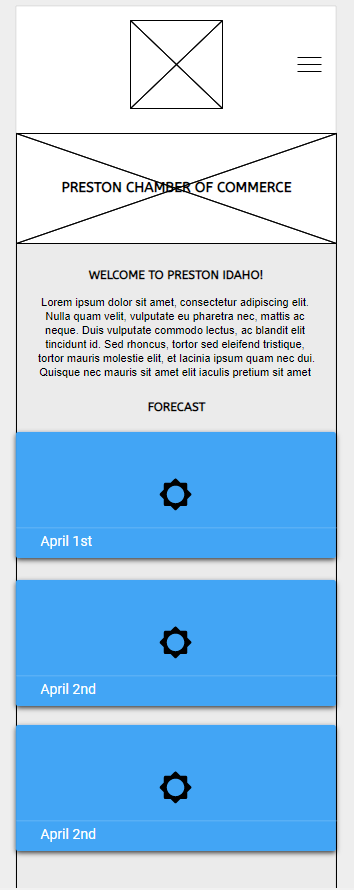 PRESTON CHAMBER OF COMMERCE
WELCOME TO PRESTON IDAHO!
Lorem ipsum dolor sit amet, consectetur adipiscing elit.
Nulla quam velit, vulputate eu pharetra nec, mattis ac
neque. Duis vulputate commodo lectus, ac blandit elit
tincidunt id. Sed rhoncus, tortor sed eleifend tristique,
tortor mauris molestie elit, et lacinia ipsum quam nec dui.
Quisque nec mauris sit amet elit iaculis pretium sit amet
FORECAST
April 1st
April 2nd
April 2nd